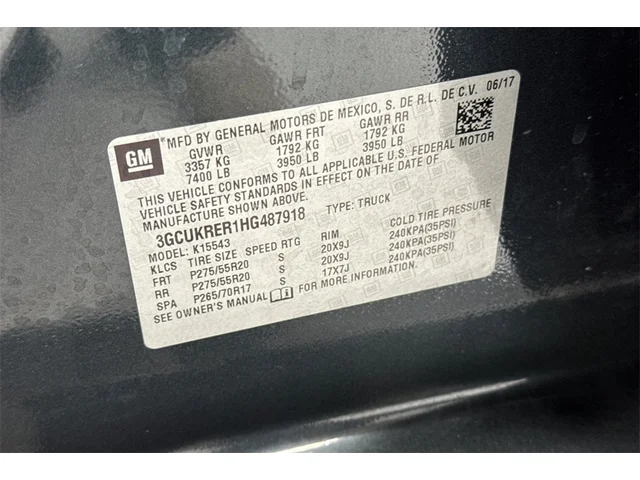 GM
*MFD BY GENERAL MOTORS DE MEXICO, S. DE R.L. DE C.V. 06/17
GVWR GAWR FRT GAWR RR
3357 KG 1792 KG 1792 KG
7400 LB 3950 LB 3950 LB
THIS VEHICLE CONFORMS TO ALL APPLICABLE U.S. FEDERAL MOTOR
VEHICLE SAFETY STANDARDS IN EFFECT ON THE DATE OF
MANUFACTURE SHOWN ABOVE.
3GCUKRER1HG487918 TYPE: TRUCK
MODEL: K15543
KLCS TIRE SIZE SPEED RTG RIM COLD TIRE PRESSURE
FRT P275/55R20 S 20X9J 240KPA(35PSI)
RR P275/55R20 S 20X9J 240KPA(35PSI)
SPA P265/70R17 S 17X7J 240KPA(35PSI)
SEE OWNER'S MANUAL FOR MORE INFORMATION.